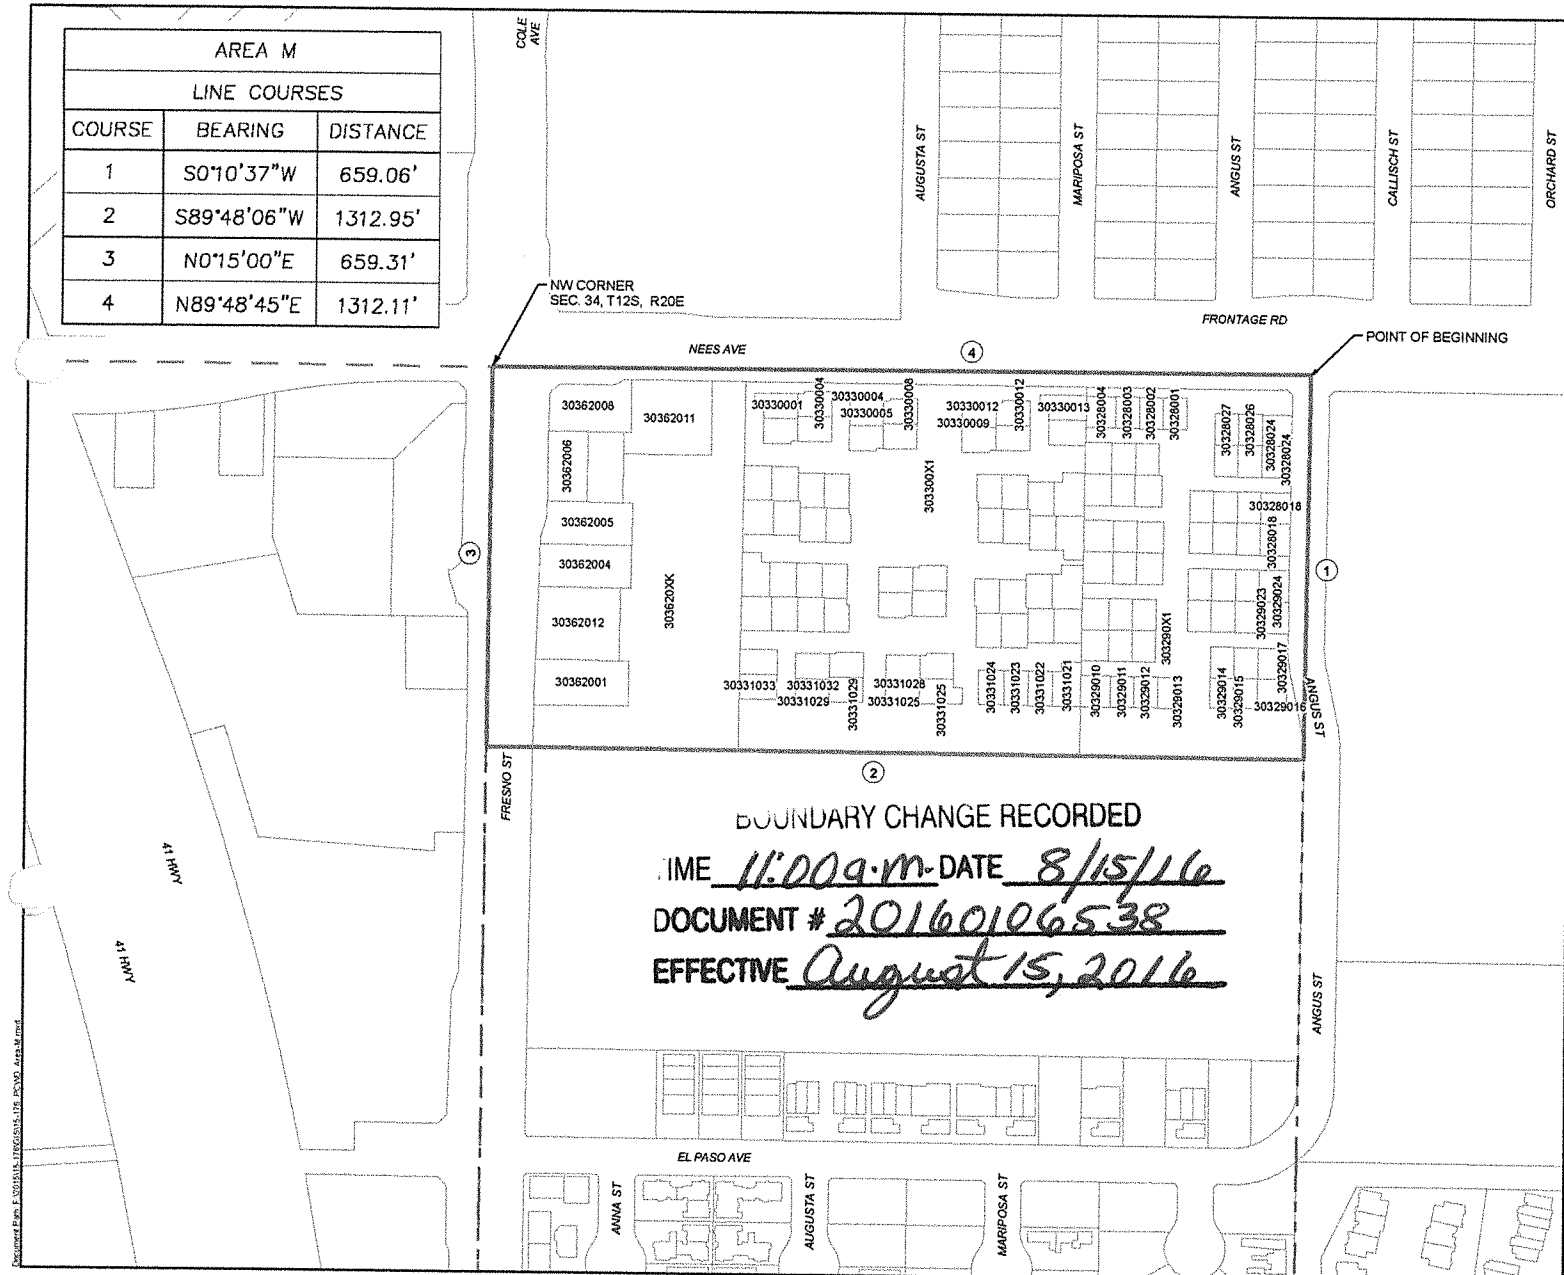 AREA M
LINE COURSES
COURSE BEARING DISTANCE
1 S0°10'37"W 659.06'
2 S89°48'06"W 1312.95'
3 N0°15'00"E 659.31'
4 N89°48'45"E 1312.11'
COLE
AVE
AUGUSTA ST
MARIPOSA ST
ANGUS ST
CALLISCH ST
ORCHARD ST
NW CORNER
SEC. 34, T12S, R20E
FRONTAGE RD
POINT OF BEGINNING
NEES AVE
4
30362008
30362011
30362006
30362005
30362004
30362012
30362001
303620XK
30330001
30330004
30330004
30330005
30330008
30330012
30330009
30330012
30330013
30328004
30328003
30328002
30328001
30328027
30328026
30328024
30328024
303300X1
30328018
30328018
3
1
30329023
30329024
303290X1
30331033
30331032
30331029
30331029
30331028
30331025
30331025
30331024
30331023
30331022
30331021
30329010
30329011
30329012
30329013
30329014
30329015
30329017
30329016
ANGUS ST
FRESNO ST
2
BOUNDARY CHANGE RECORDED
TIME 11:00 a.m. DATE 8/15/16
DOCUMENT # 20160106538
EFFECTIVE August 15, 2016
41 HWY
41 HWY
ANGUS ST
EL PASO AVE
ANNA ST
AUGUSTA ST
MARIPOSA ST